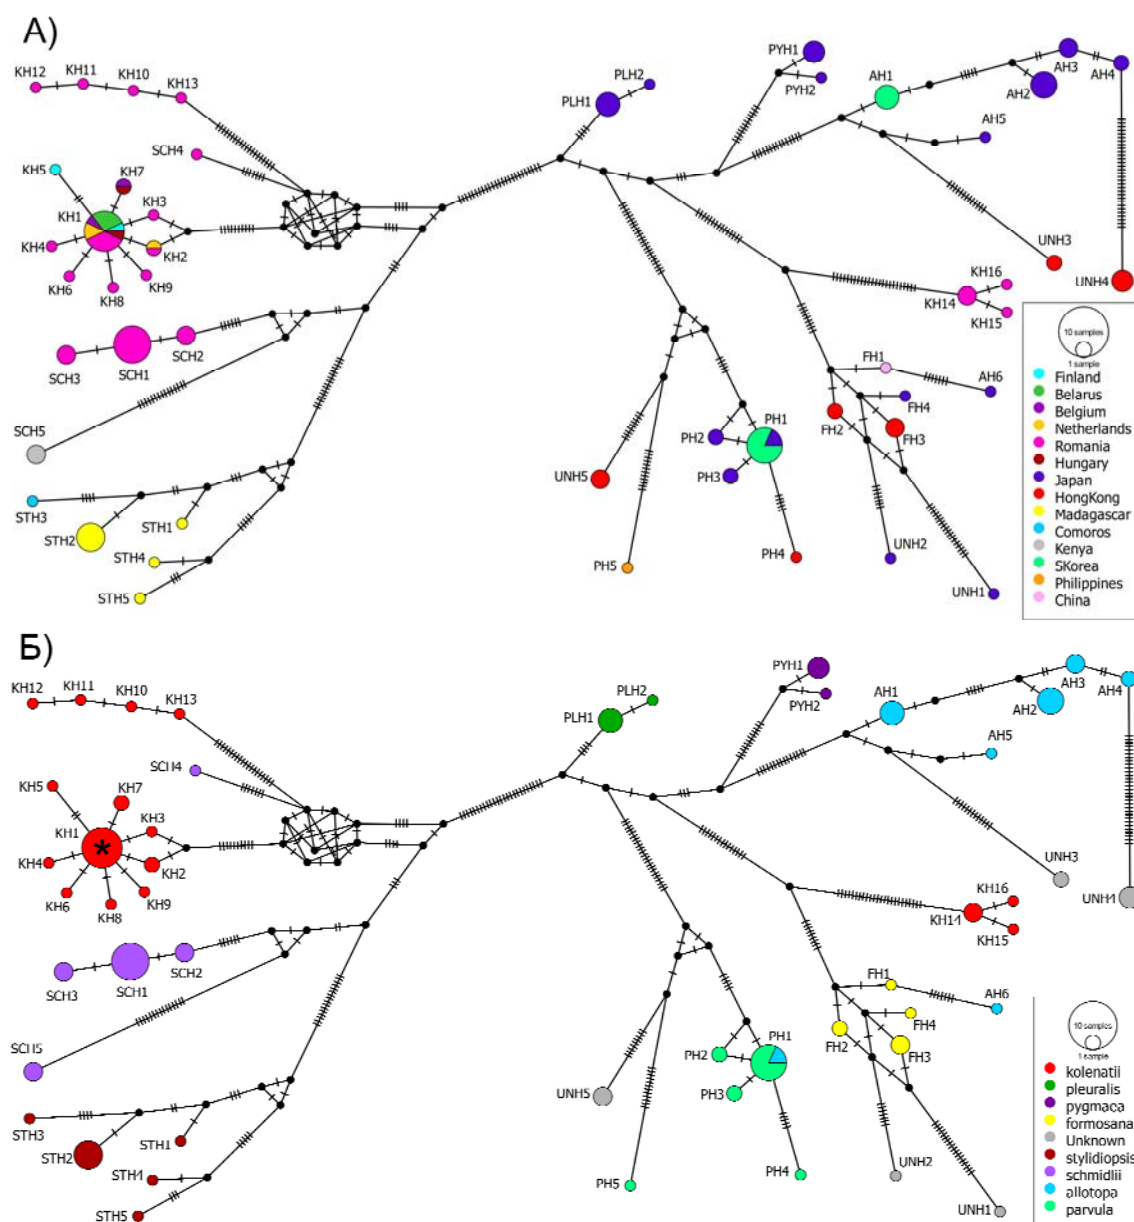 А)
KH12
KH11
KH10
KH13
PLH2
PLH1
PYH1
PYH2
AH1
AH3
AH4
AH2
AH5
SCH4
KH5
KH7
KH1
KH3
KH4
KH2
KH6
KH8
KH9
UNH3
UNH4
KH16
KH14
KH15
SCH3
SCH1
SCH2
SCH5
FH1
AH6
FH4
FH2
FH3
PH1
PH2
PH3
UNH5
PH4
PH5
UNH2
UNH1
STH3
STH2
STH1
STH4
STH5
10 samples
1 sample
Finland
Belarus
Belgium
Netherlands
Romania
Hungary
Japan
HongKong
Madagascar
Comoros
Kenya
SKorea
Philippines
China
Б)
KH12
KH11
KH10
KH13
PLH2
PLH1
PYH1
PYH2
AH1
AH3
AH4
AH2
AH5
SCH4
KH5
KH7
KH1
KH3
*
KH4
KH2
KH6
KH8
KH9
UNH3
UNH4
KH16
KH14
KH15
SCH3
SCH1
SCH2
SCH5
FH1
AH6
FH4
FH2
FH3
PH1
PH2
PH3
UNH5
PH4
PH5
UNH2
UNH1
STH3
STH2
STH1
STH4
STH5
10 samples
1 sample
kolenatii
pleuralis
pygmaea
formosana
Unknown
stylidiopsis
schmidlii
allotopa
parvula